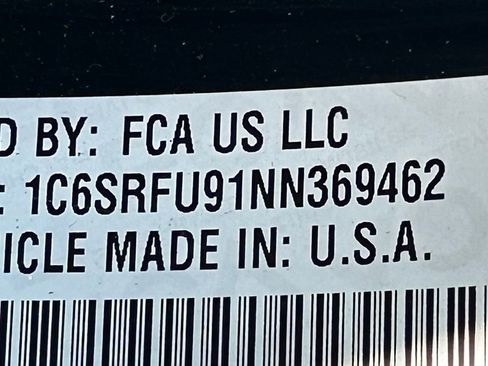 D BY: FCA US LLC
: 1C6SRFU91NN369462
ICLE MADE IN: U.S.A.